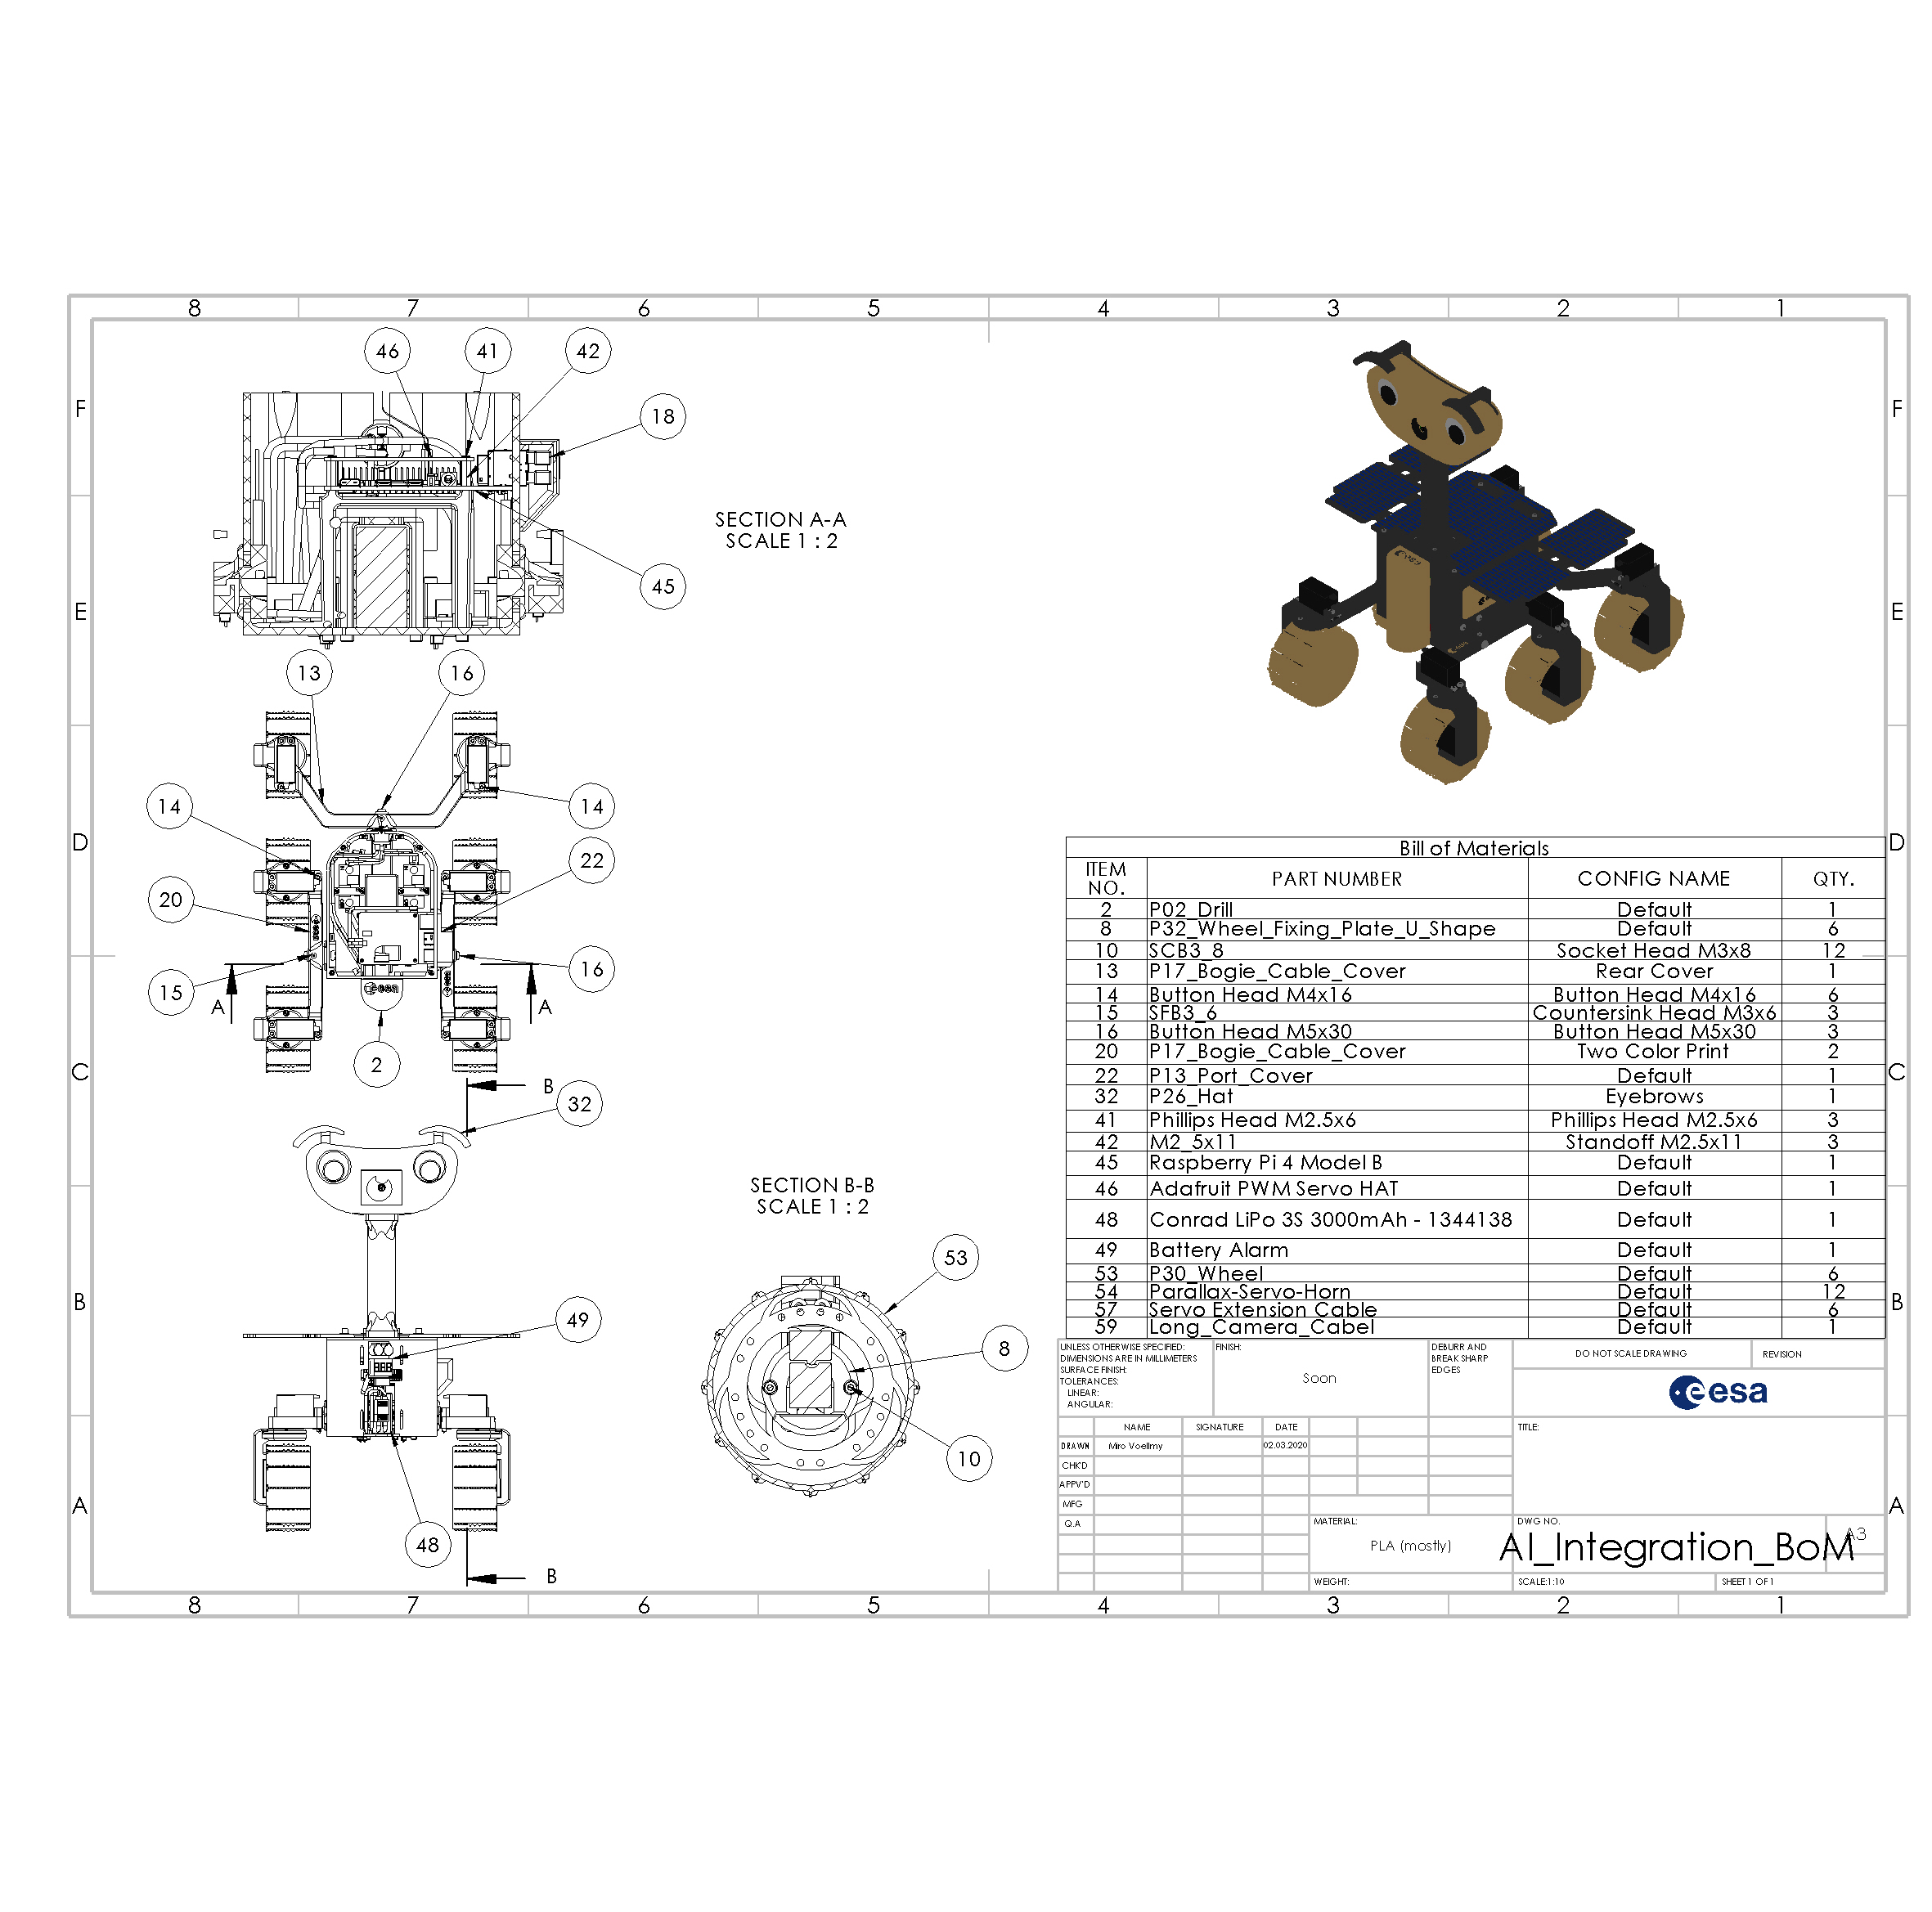 8 7 6 5 4 3 2 1
F F
E E
D D
C C
B B
A A
46 41 42
18
SECTION A-A
SCALE 1 : 2
45
13 16
14 14
22
20
15 16
A A
2
B
32
SECTION B-B
SCALE 1 : 2
53
49
8
10
48
B
Bill of Materials
ITEM NO. PART NUMBER CONFIG NAME QTY.
2 P02_Drill Default 1
8 P32_Wheel_Fixing_Plate_U_Shape Default 6
10 SCB3_8 Socket Head M3x8 12
13 P17_Bogie_Cable_Cover Rear Cover 1
14 Button Head M4x16 Button Head M4x16 6
15 SFB3_6 Countersink Head M3x6 3
16 Button Head M5x30 Button Head M5x30 3
20 P17_Bogie_Cable_Cover Two Color Print 2
22 P13_Port_Cover Default 1
32 P26_Hat Eyebrows 1
41 Phillips Head M2.5x6 Phillips Head M2.5x6 3
42 M2_5x11 Standoff M2.5x11 3
45 Raspberry Pi 4 Model B Default 1
46 Adafruit PWM Servo HAT Default 1
48 Conrad LiPo 3S 3000mAh - 1344138 Default 1
49 Battery Alarm Default 1
53 P30_Wheel Default 6
54 Parallax-Servo-Horn Default 12
57 Servo Extension Cable Default 6
59 Long_Camera_Cabel Default 1
UNLESS OTHERWISE SPECIFIED:
DIMENSIONS ARE IN MILLIMETERS
SURFACE FINISH:
TOLERANCES:
LINEAR:
ANGULAR:
FINISH:
Soon
DEBURR AND
BREAK SHARP
EDGES
DO NOT SCALE DRAWING
REVISION
esa
NAME SIGNATURE DATE
TITLE:
DRAWN Miro Voellmy 02.03.2020
CHK'D
APPV'D
MFG
Q.A
MATERIAL:
PLA (mostly)
DWG NO.
AI_Integration_BoM
A3
WEIGHT:
SCALE:1:10
SHEET 1 OF 1
8 7 6 5 4 3 2 1